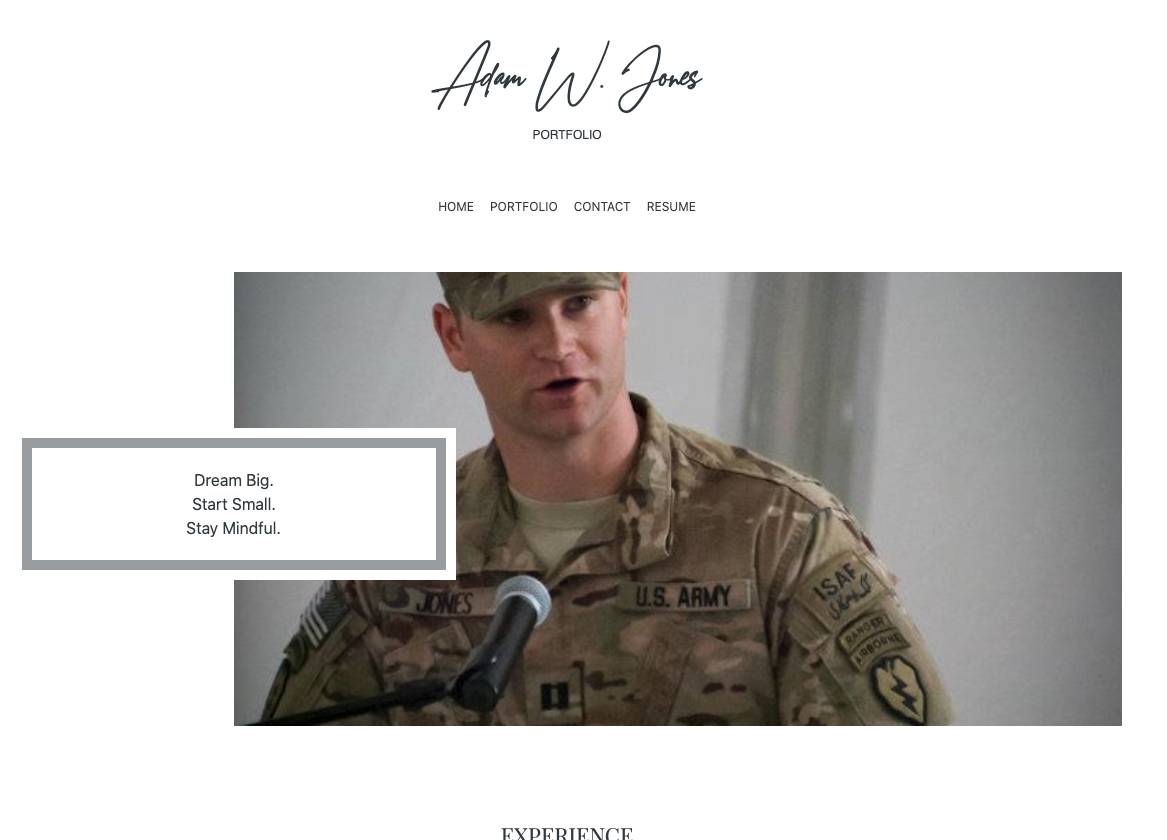 Adam W. Jones
PORTFOLIO
HOME PORTFOLIO CONTACT RESUME
Dream Big.
Start Small.
Stay Mindful.
JONES
U.S. ARMY
ISAF
RANGER
AIRBORNE
EXPERIENCE